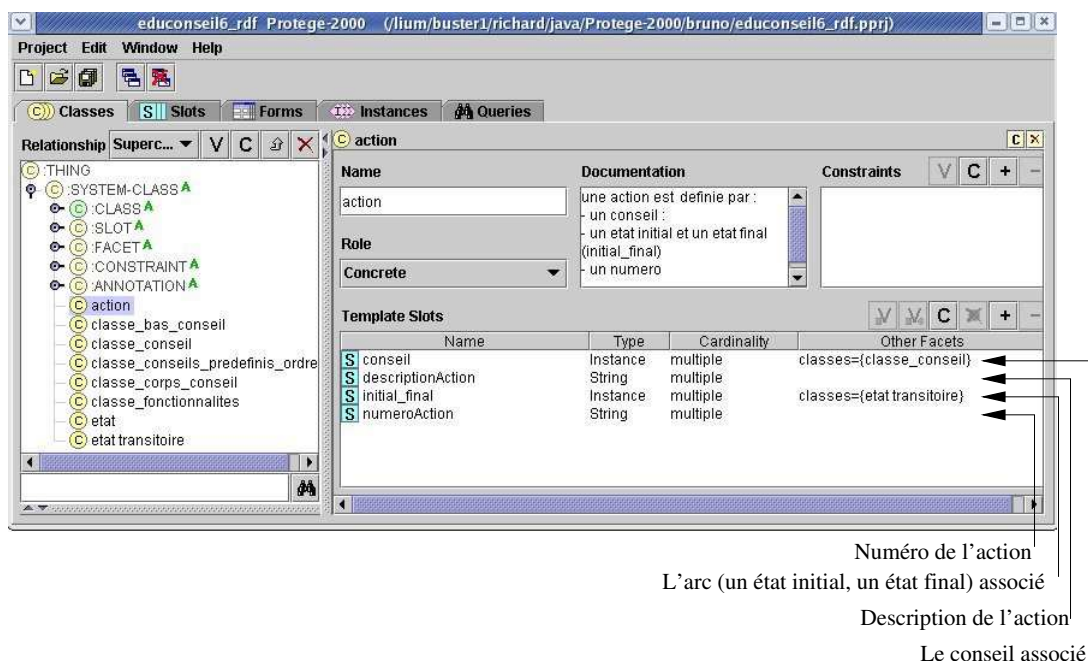 educonseil6_rdf Protege-2000 (/lium/buster1/richard/java/Protege-2000/bruno/educonseil6_rdf.pprj)
Project Edit Window Help
Classes Slots Forms Instances Queries
Relationship Superc... V C
C action
Name
action
Role
Concrete
Documentation
une action est definie par :
- un conseil :
- un etat initial et un etat final
(initial_final)
- un numero
Constraints V C + -
:THING
:SYSTEM-CLASS A
:CLASS A
:SLOT A
:FACET A
:CONSTRAINT A
:ANNOTATION A
action
classe_bas_conseil
classe_conseil
classe_conseils_predefinis_ordre
classe_corps_conseil
classe_fonctionnalites
etat
etat transitoire
Template Slots
Name Type Cardinality Other Facets
S conseil Instance multiple classes={classe_conseil}
S descriptionAction String multiple
S initial_final Instance multiple classes={etat transitoire}
S numeroAction String multiple
Numéro de l'action
L'arc (un état initial, un état final) associé
Description de l'action
Le conseil associé